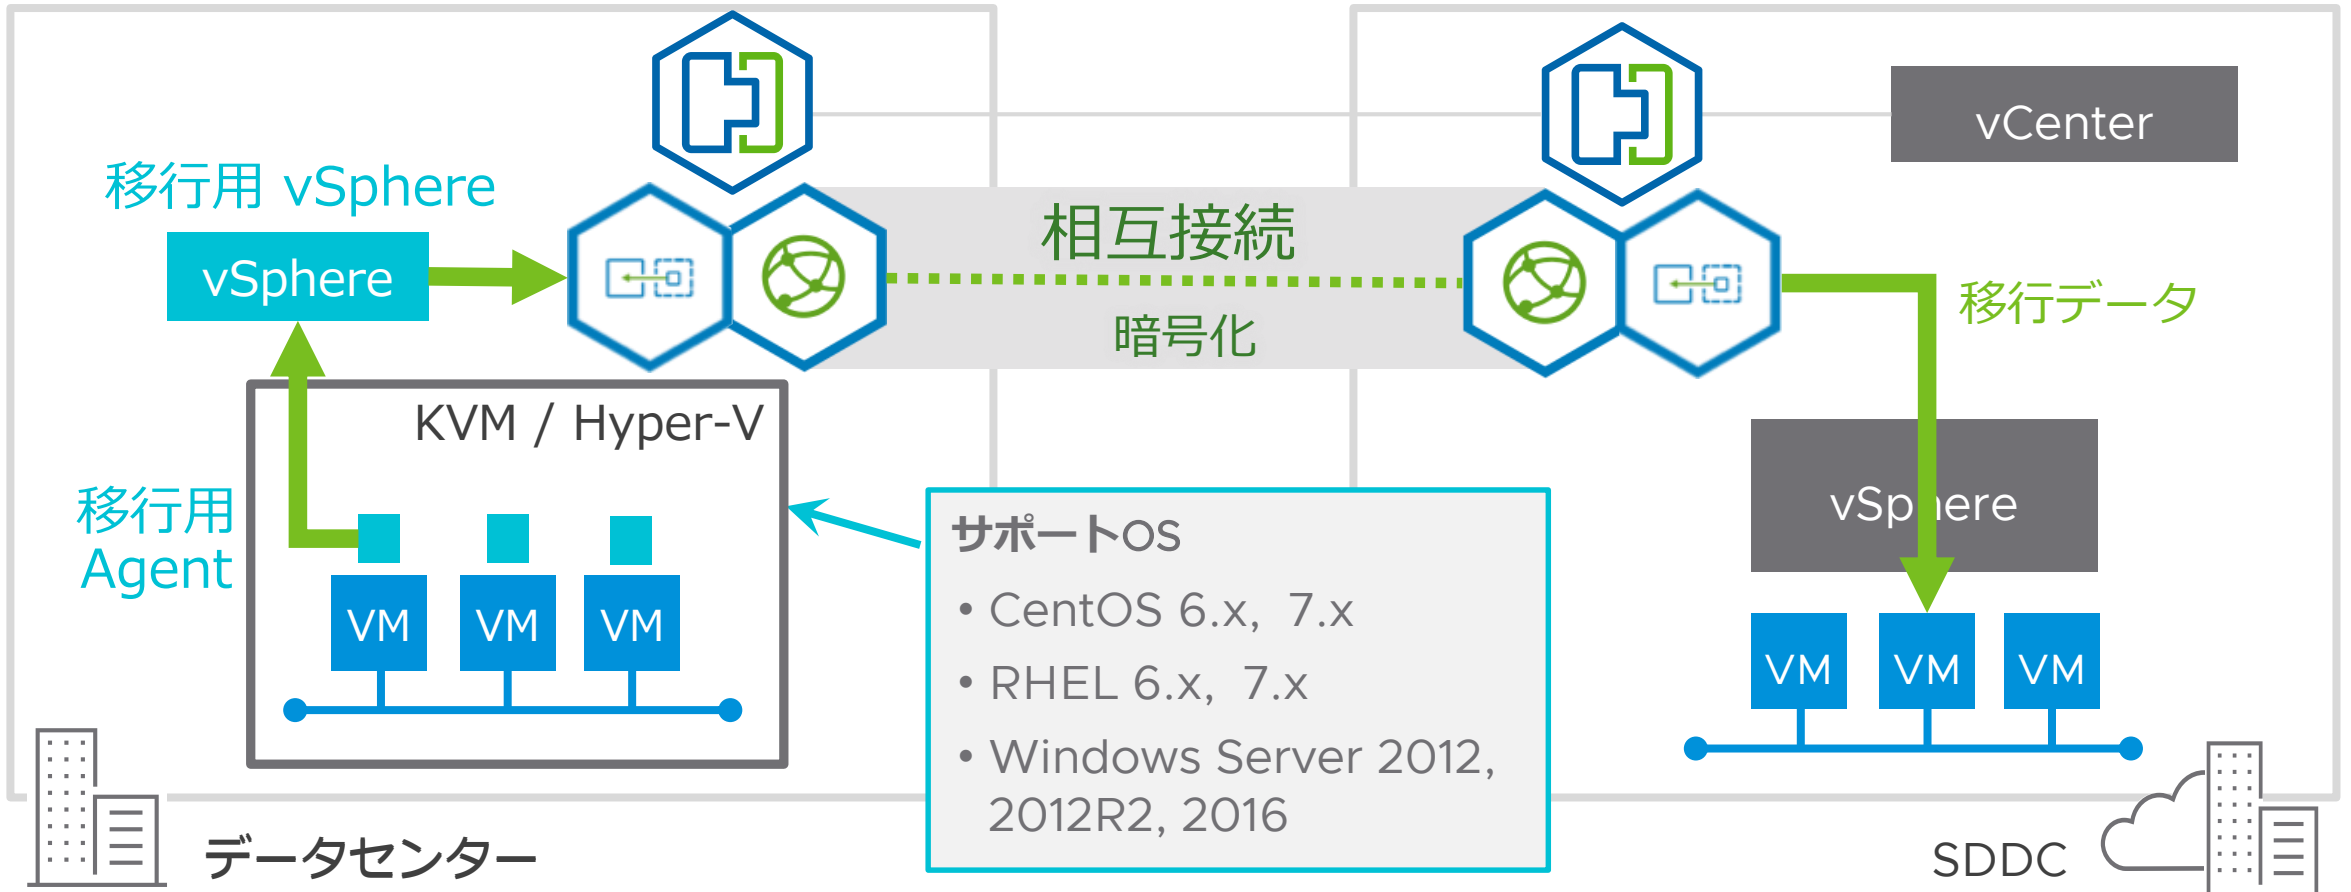 vCenter
移行用 vSphere
vSphere
相互接続
暗号化
移行データ
KVM / Hyper-V
移行用
Agent
VM
VM
VM
サポートOS
• CentOS 6.x, 7.x
• RHEL 6.x, 7.x
• Windows Server 2012,
2012R2, 2016
vSphere
VM
VM
VM
データセンター
SDDC